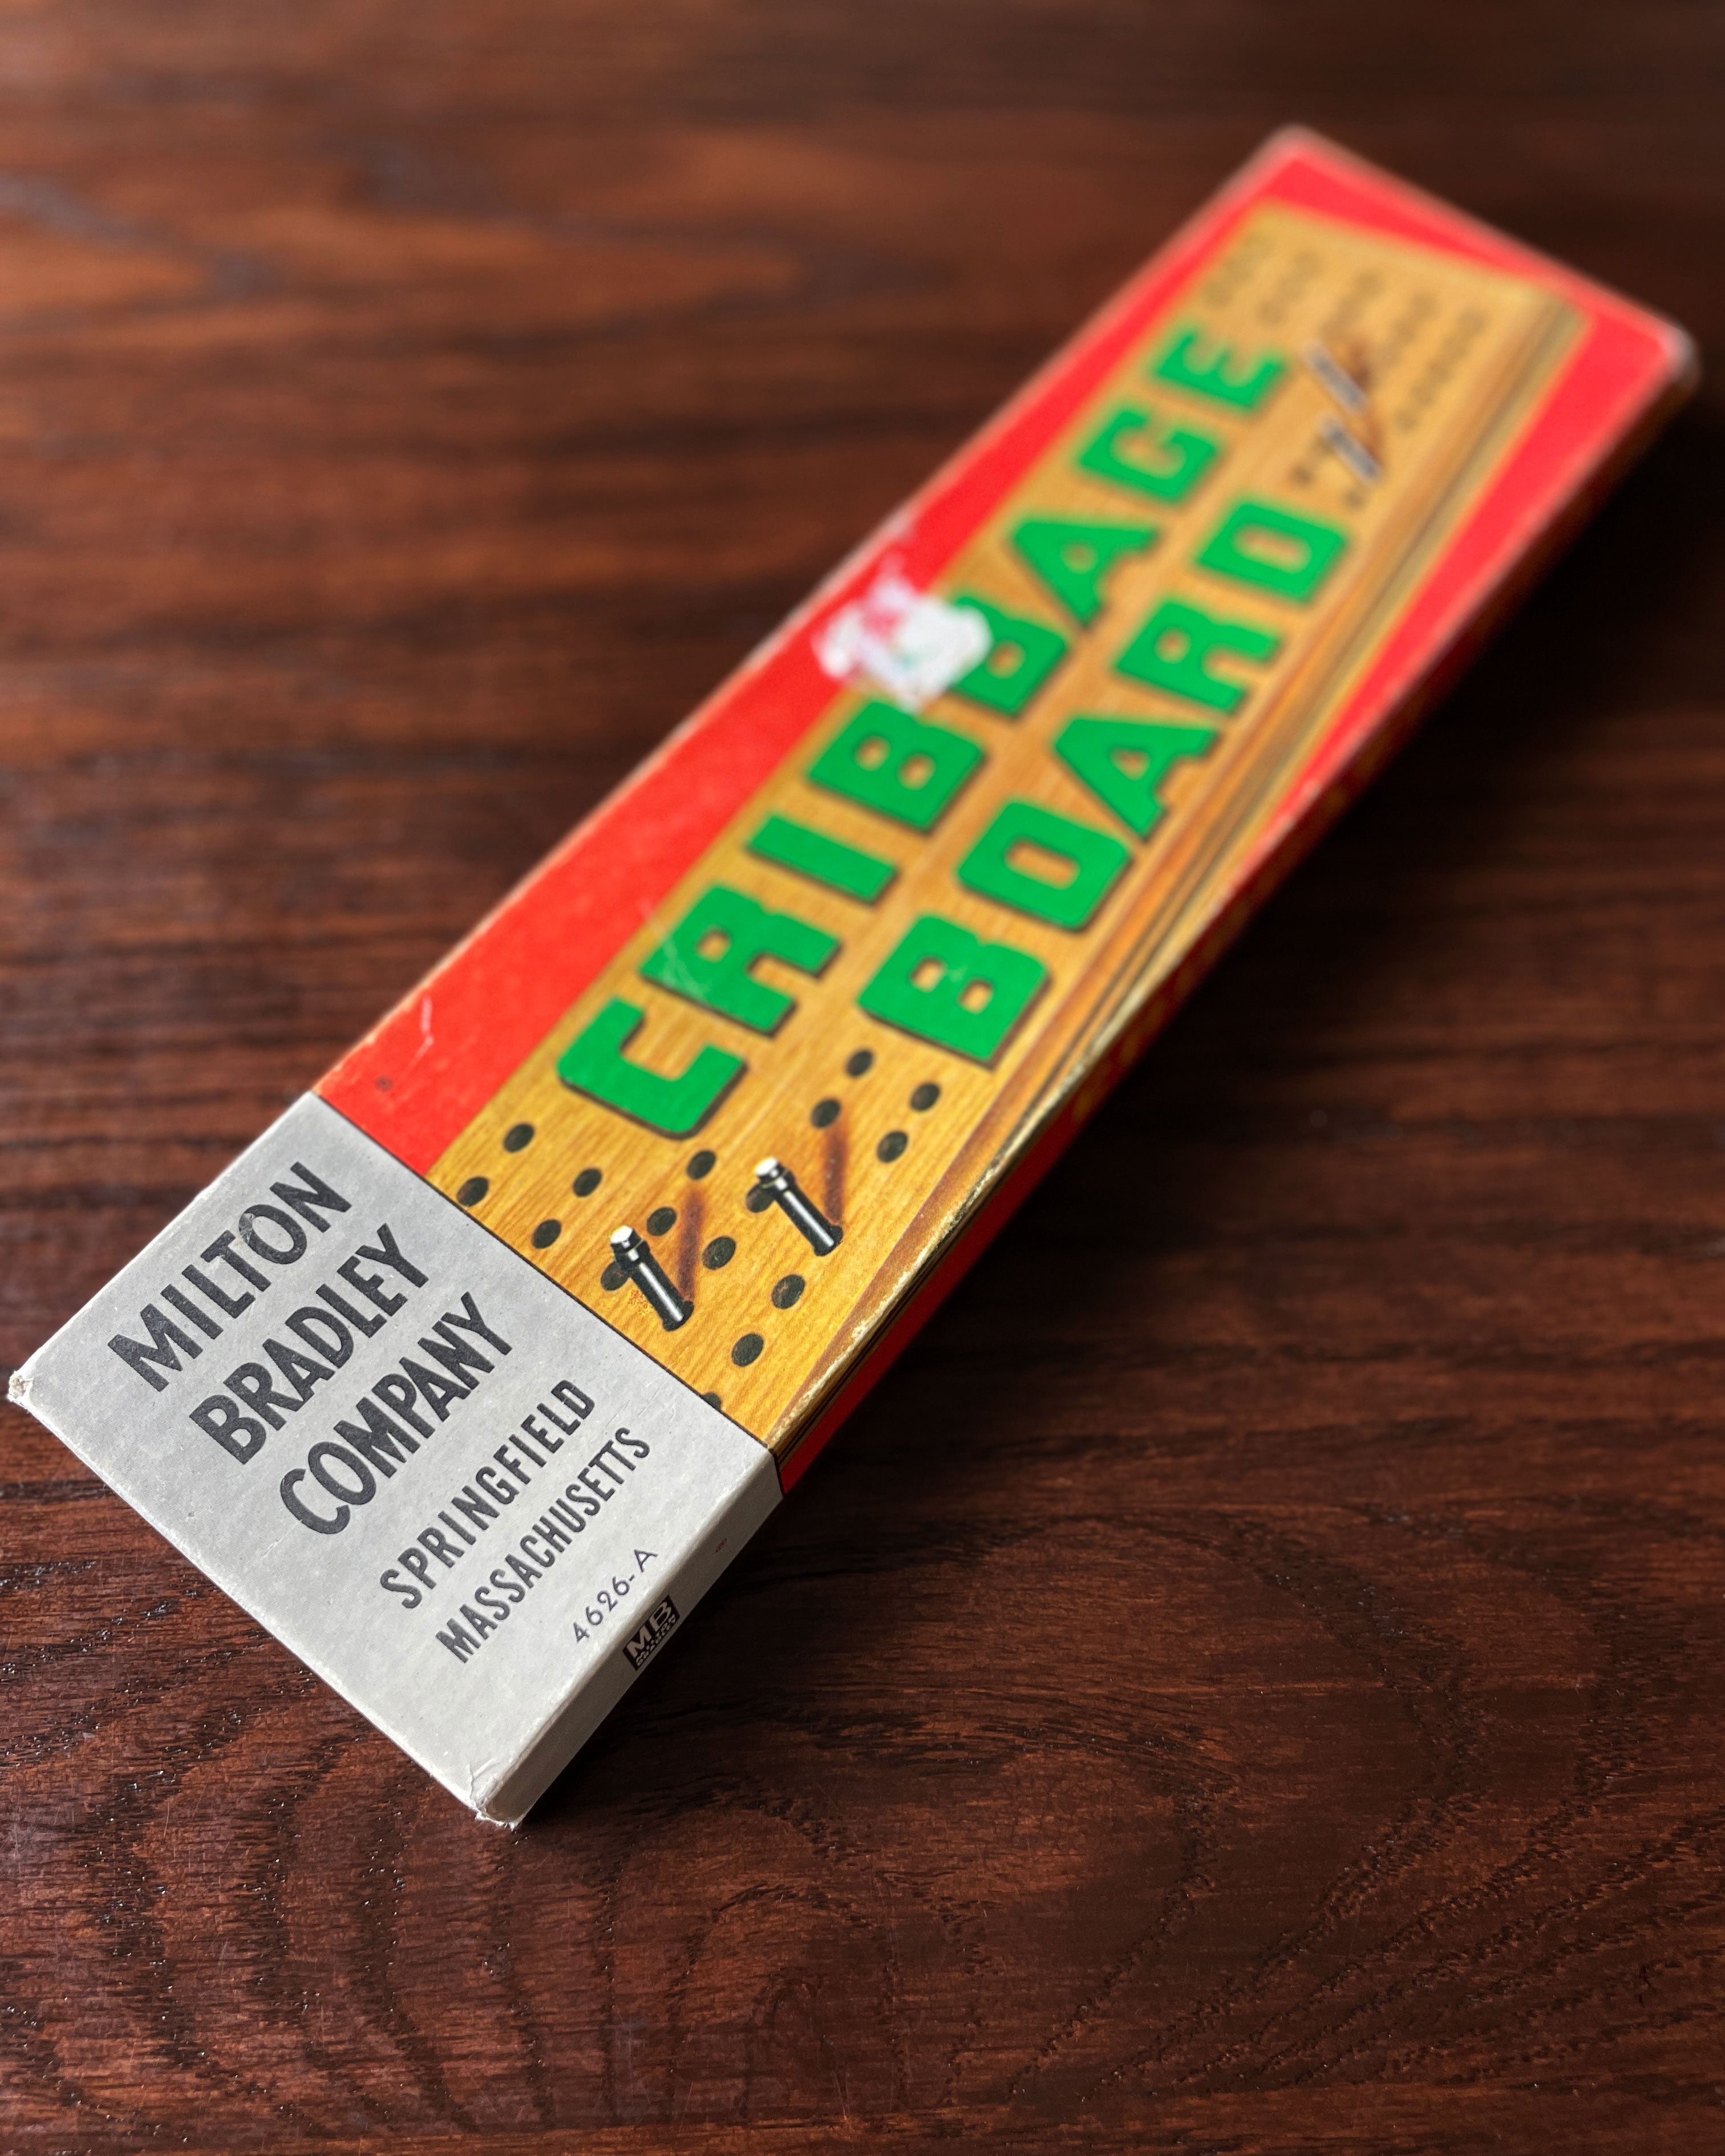 CRIBBAGE
BOARD
MILTON
BRADLEY
COMPANY
SPRINGFIELD
MASSACHUSETTS
4626-A
MB